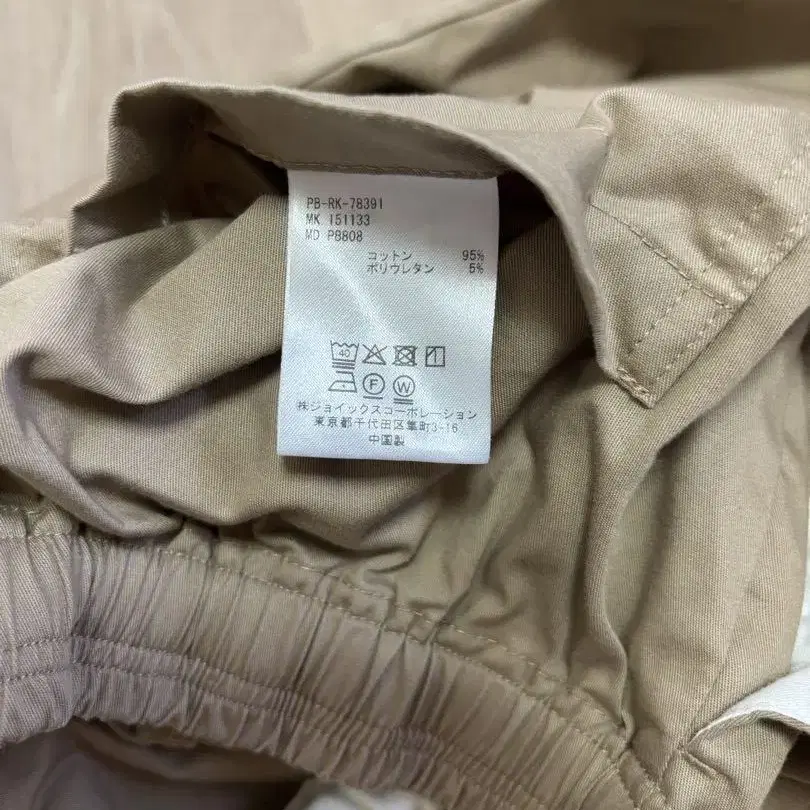 PB-RK-78391
MK 151133
MD PB808
コットン 95%
ポリウレタン 5%
40
F W
㈱ジョイックスコーポレーション
東京都千代田区隼町3-16
中国製